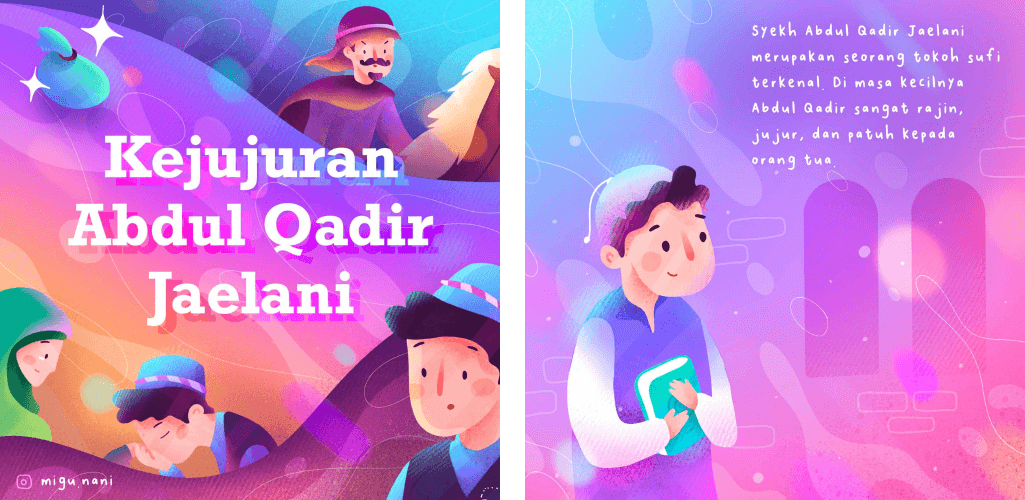 Kejujuran
Abdul Qadir
Jaelani
migu.nani
Syekh Abdul Qadir Jaelani
merupakan seorang tokoh sufi
terkenal. Di masa kecilnya
Abdul Qadir sangat rajin,
jujur, dan patuh kepada
orang tua.